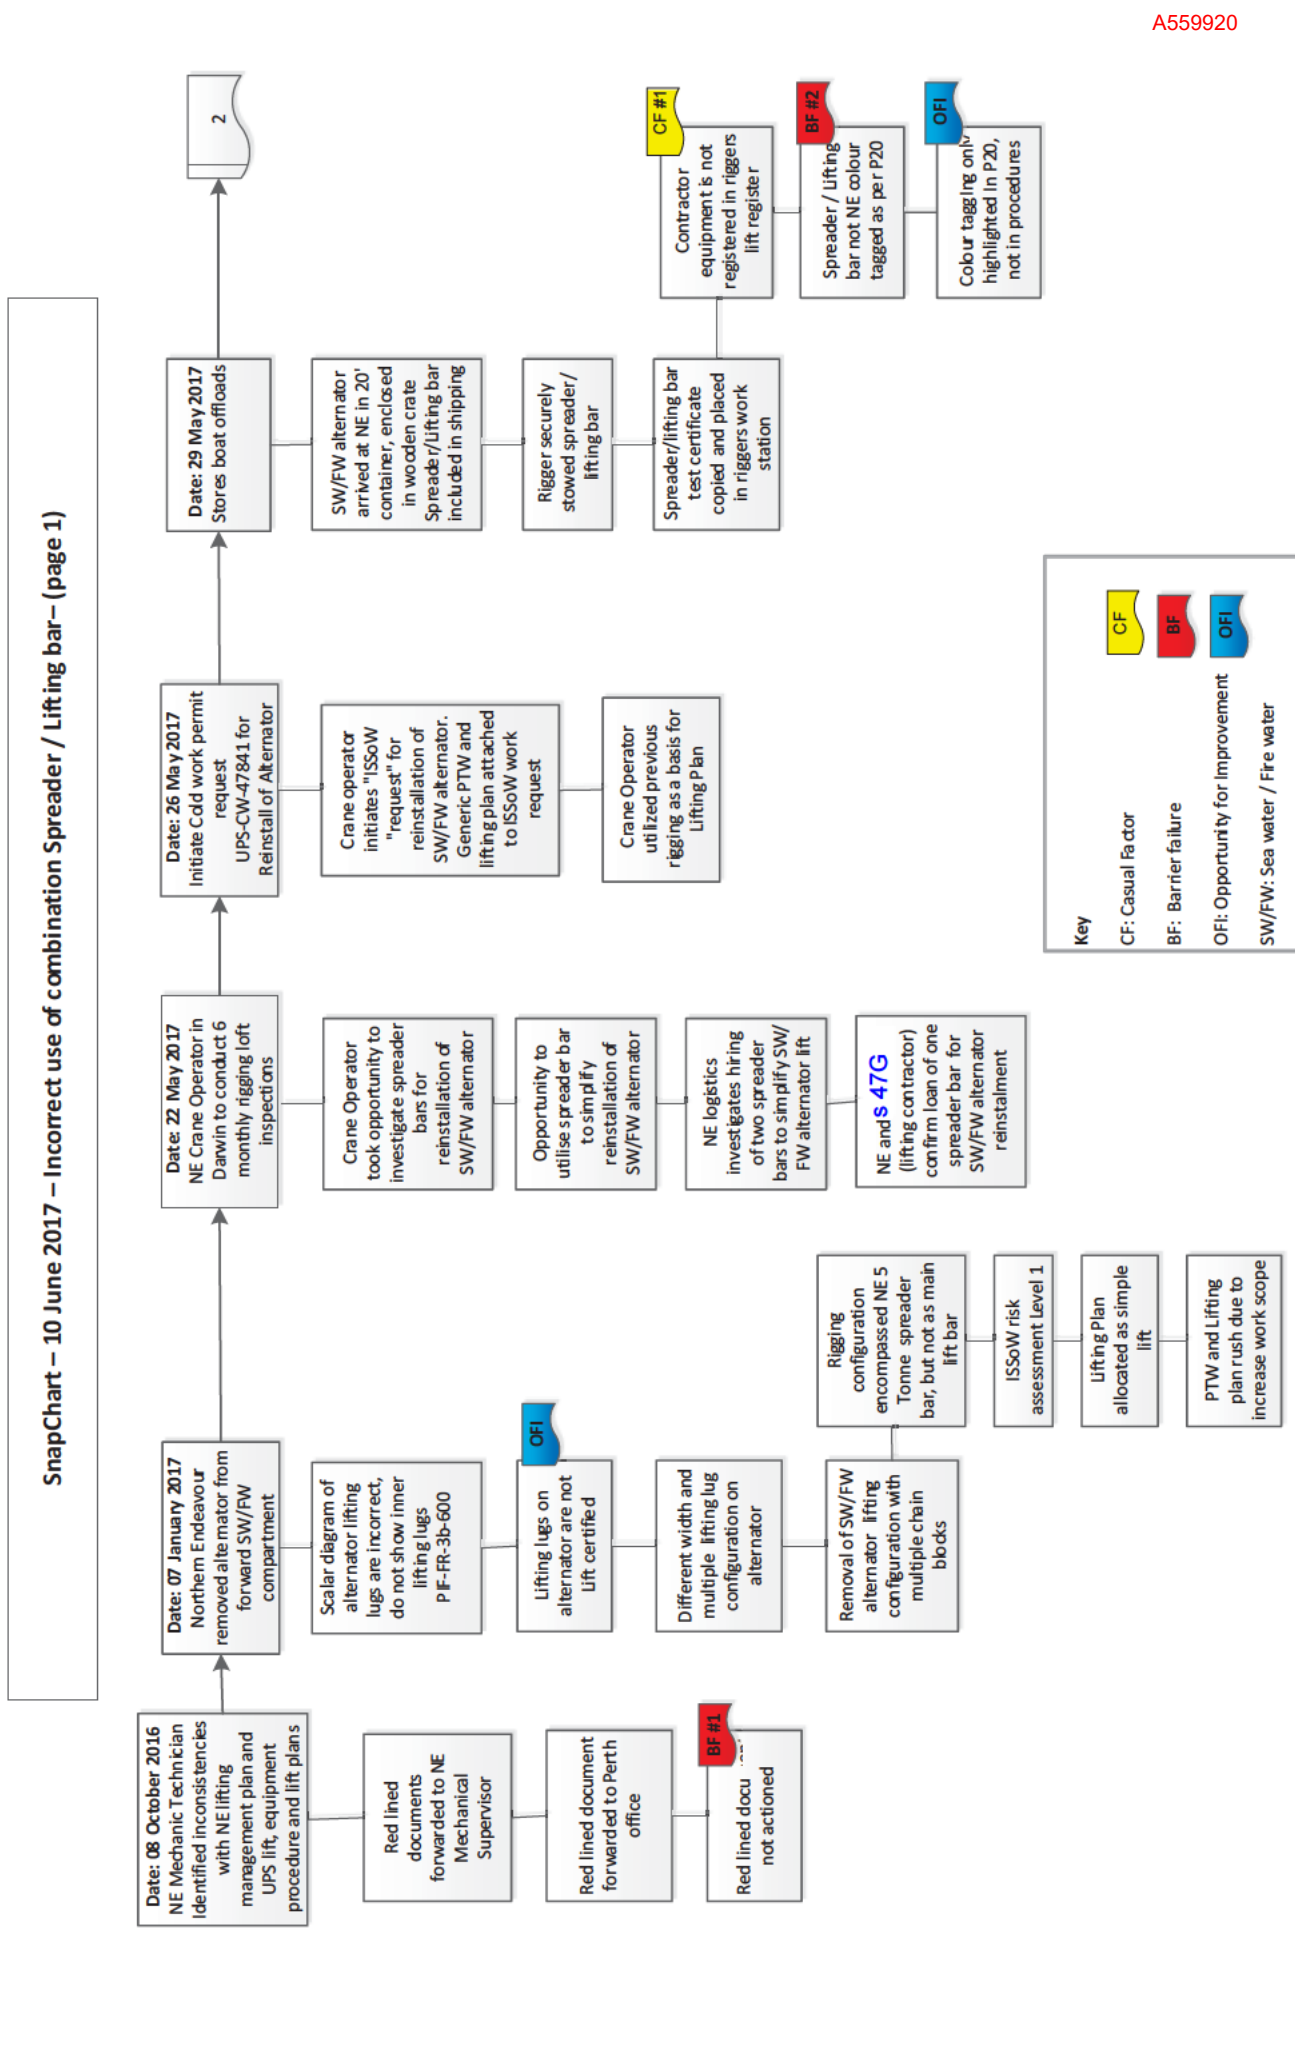 A559920
SnapChart – 10 June 2017 – Incorrect use of combination Spreader / Lifting bar– (page 1)
Date: 08 October 2016
NE Mechanic Technician
Identified inconsistencies
with NE lifting
management plan and
UPS lift, equipment
procedure and lift plans
Red lined
documents
forwarded to NE
Mechanical
Supervisor
Red lined document
forwarded to Perth
office
BF #1
Red lined docu
not actioned
Date: 07 January 2017
Northern Endeavour
removed alternator from
forward SW/FW
compartment
Scalar diagram of
alternator lifting
lugs are incorrect,
do not show inner
lifting lugs
PIF-FR-3b-600
OFI
Lifting lugs on
alternator are not
Lift certified
Different width and
multiple lifting lug
configuration on
alternator
Removal of SW/FW
alternator lifting
configuration with
multiple chain
blocks
Rigging
configuration
encompassed NE 5
Tonne spreader
bar, but not as main
lift bar
ISSoW risk
assessment Level 1
Lifting Plan
allocated as simple
lift
PTW and Lifting
plan rush due to
increase work scope
Date: 22 May 2017
NE Crane Operator in
Darwin to conduct 6
monthly rigging loft
inspections
Crane Operator
took opportunity to
investigate spreader
bars for
reinstallation of
SW/FW alternator
Opportunity to
utilise spreader bar
to simplify
reinstallation of
SW/FW alternator
NE logistics
investigates hiring
of two spreader
bars to simplify SW/
FW alternator lift
NE and s 47G
(lifting contractor)
confirm loan of one
spreader bar for
SW/FW alternator
reinstalment
Date: 26 May 2017
Initiate Cold work permit
request
UPS-CW-47841 for
Reinstall of Alternator
Crane operator
initiates "ISSoW
"request" for
reinstallation of
SW/FW alternator.
Generic PTW and
lifting plan attached
to ISSoW work
request
Crane Operator
utilized previous
rigging as a basis for
Lifting Plan
Date: 29 May 2017
Stores boat offloads
SW/FW alternator
arrived at NE in 20'
container, enclosed
in wooden crate
Spreader/Lifting bar
included in shipping
Rigger securely
stowed spreader/
lifting bar
Spreader/lifting bar
test certificate
copied and placed
in riggers work
station
CF #1
Contractor
equipment is not
registered in riggers
lift register
BF #2
Spreader / Lifting
bar not NE colour
tagged as per P20
OFI
Colour tagging only
highlighted In P20,
not in procedures
2
Key
CF: Casual Factor
CF
BF: Barrier failure
BF
OFI: Opportunity for Improvement
OFI
SW/FW: Sea water / Fire water